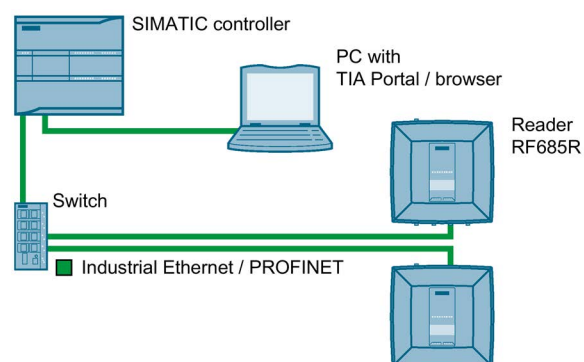 SIMATIC controller
PC with
TIA Portal / browser
Reader
RF685R
Switch
Industrial Ethernet / PROFINET